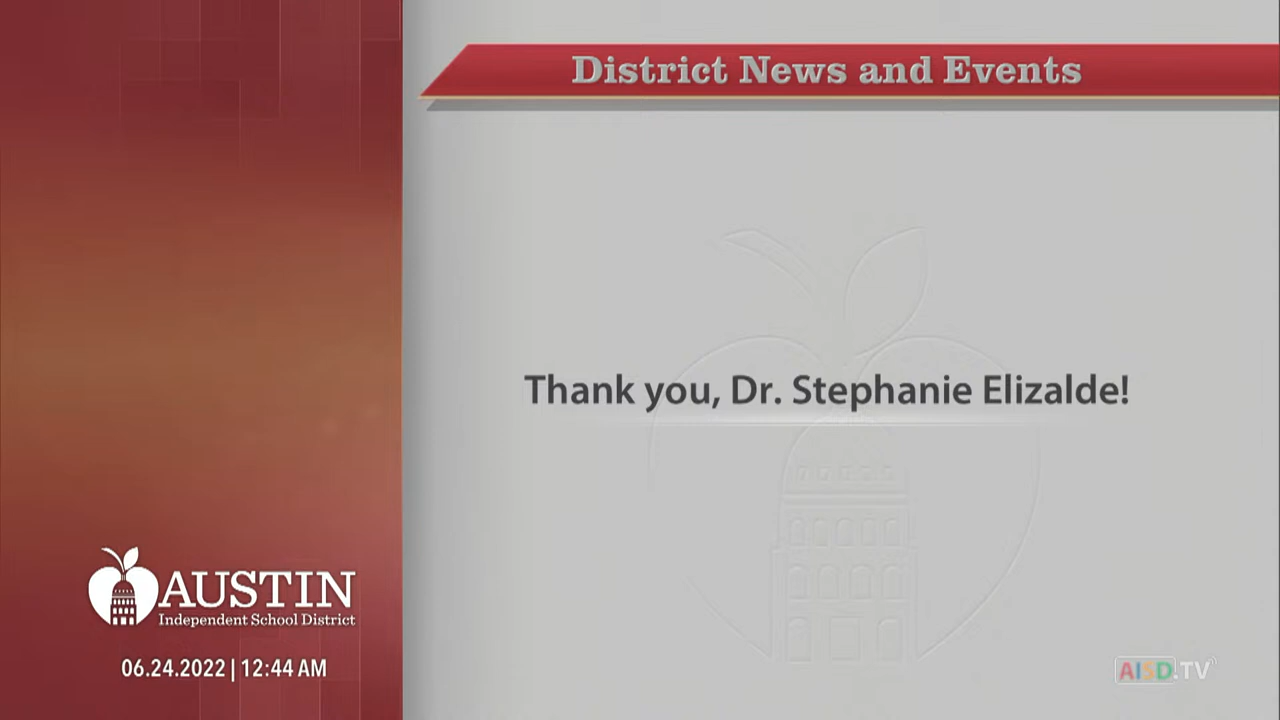 District News and Events
Thank you, Dr. Stephanie Elizalde!
AUSTIN
Independent School District
06.24.2022 | 12:44 AM
AISD.TV